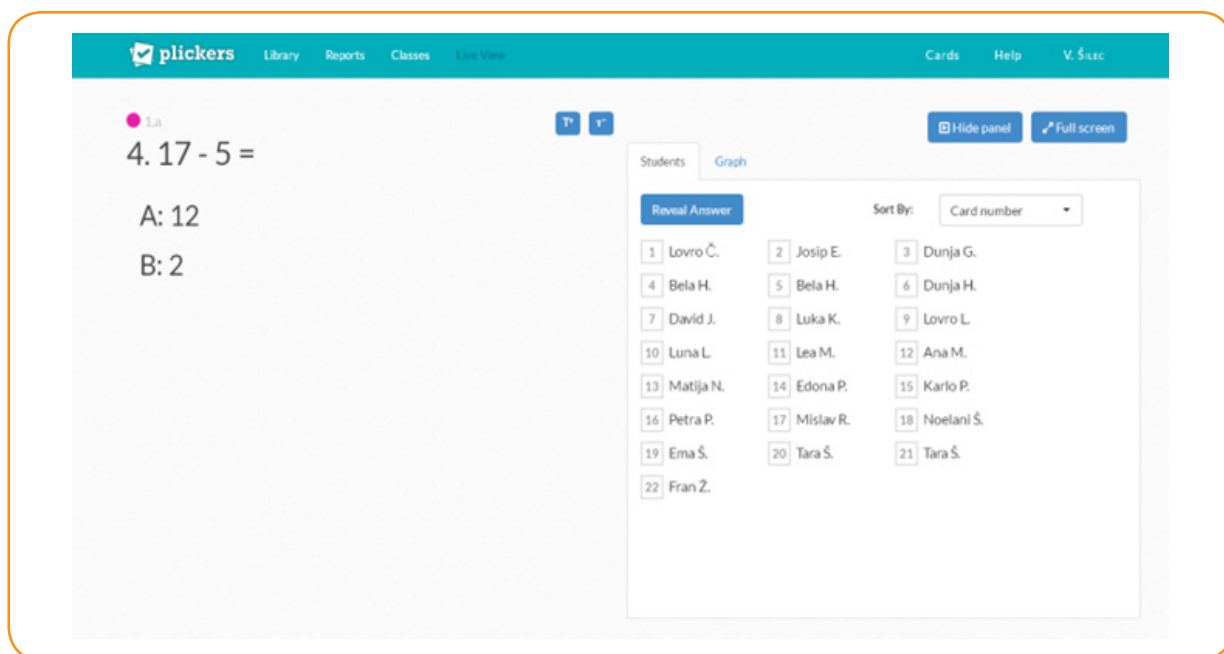 plickers Library Reports Classes Live View Cards Help V. Šilec
1.a
4. 17 - 5 =
A: 12
B: 2
T+ T-
Hide panel Full screen
Students Graph
Reveal Answer Sort By: Card number
1 Lovro Č. 2 Josip E. 3 Dunja G.
4 Bela H. 5 Bela H. 6 Dunja H.
7 David J. 8 Luka K. 9 Lovro L.
10 Luna L. 11 Lea M. 12 Ana M.
13 Matija N. 14 Edona P. 15 Karlo P.
16 Petra P. 17 Mislav R. 18 Noelani Š.
19 Ema Š. 20 Tara Š. 21 Tara Š.
22 Fran Ž.